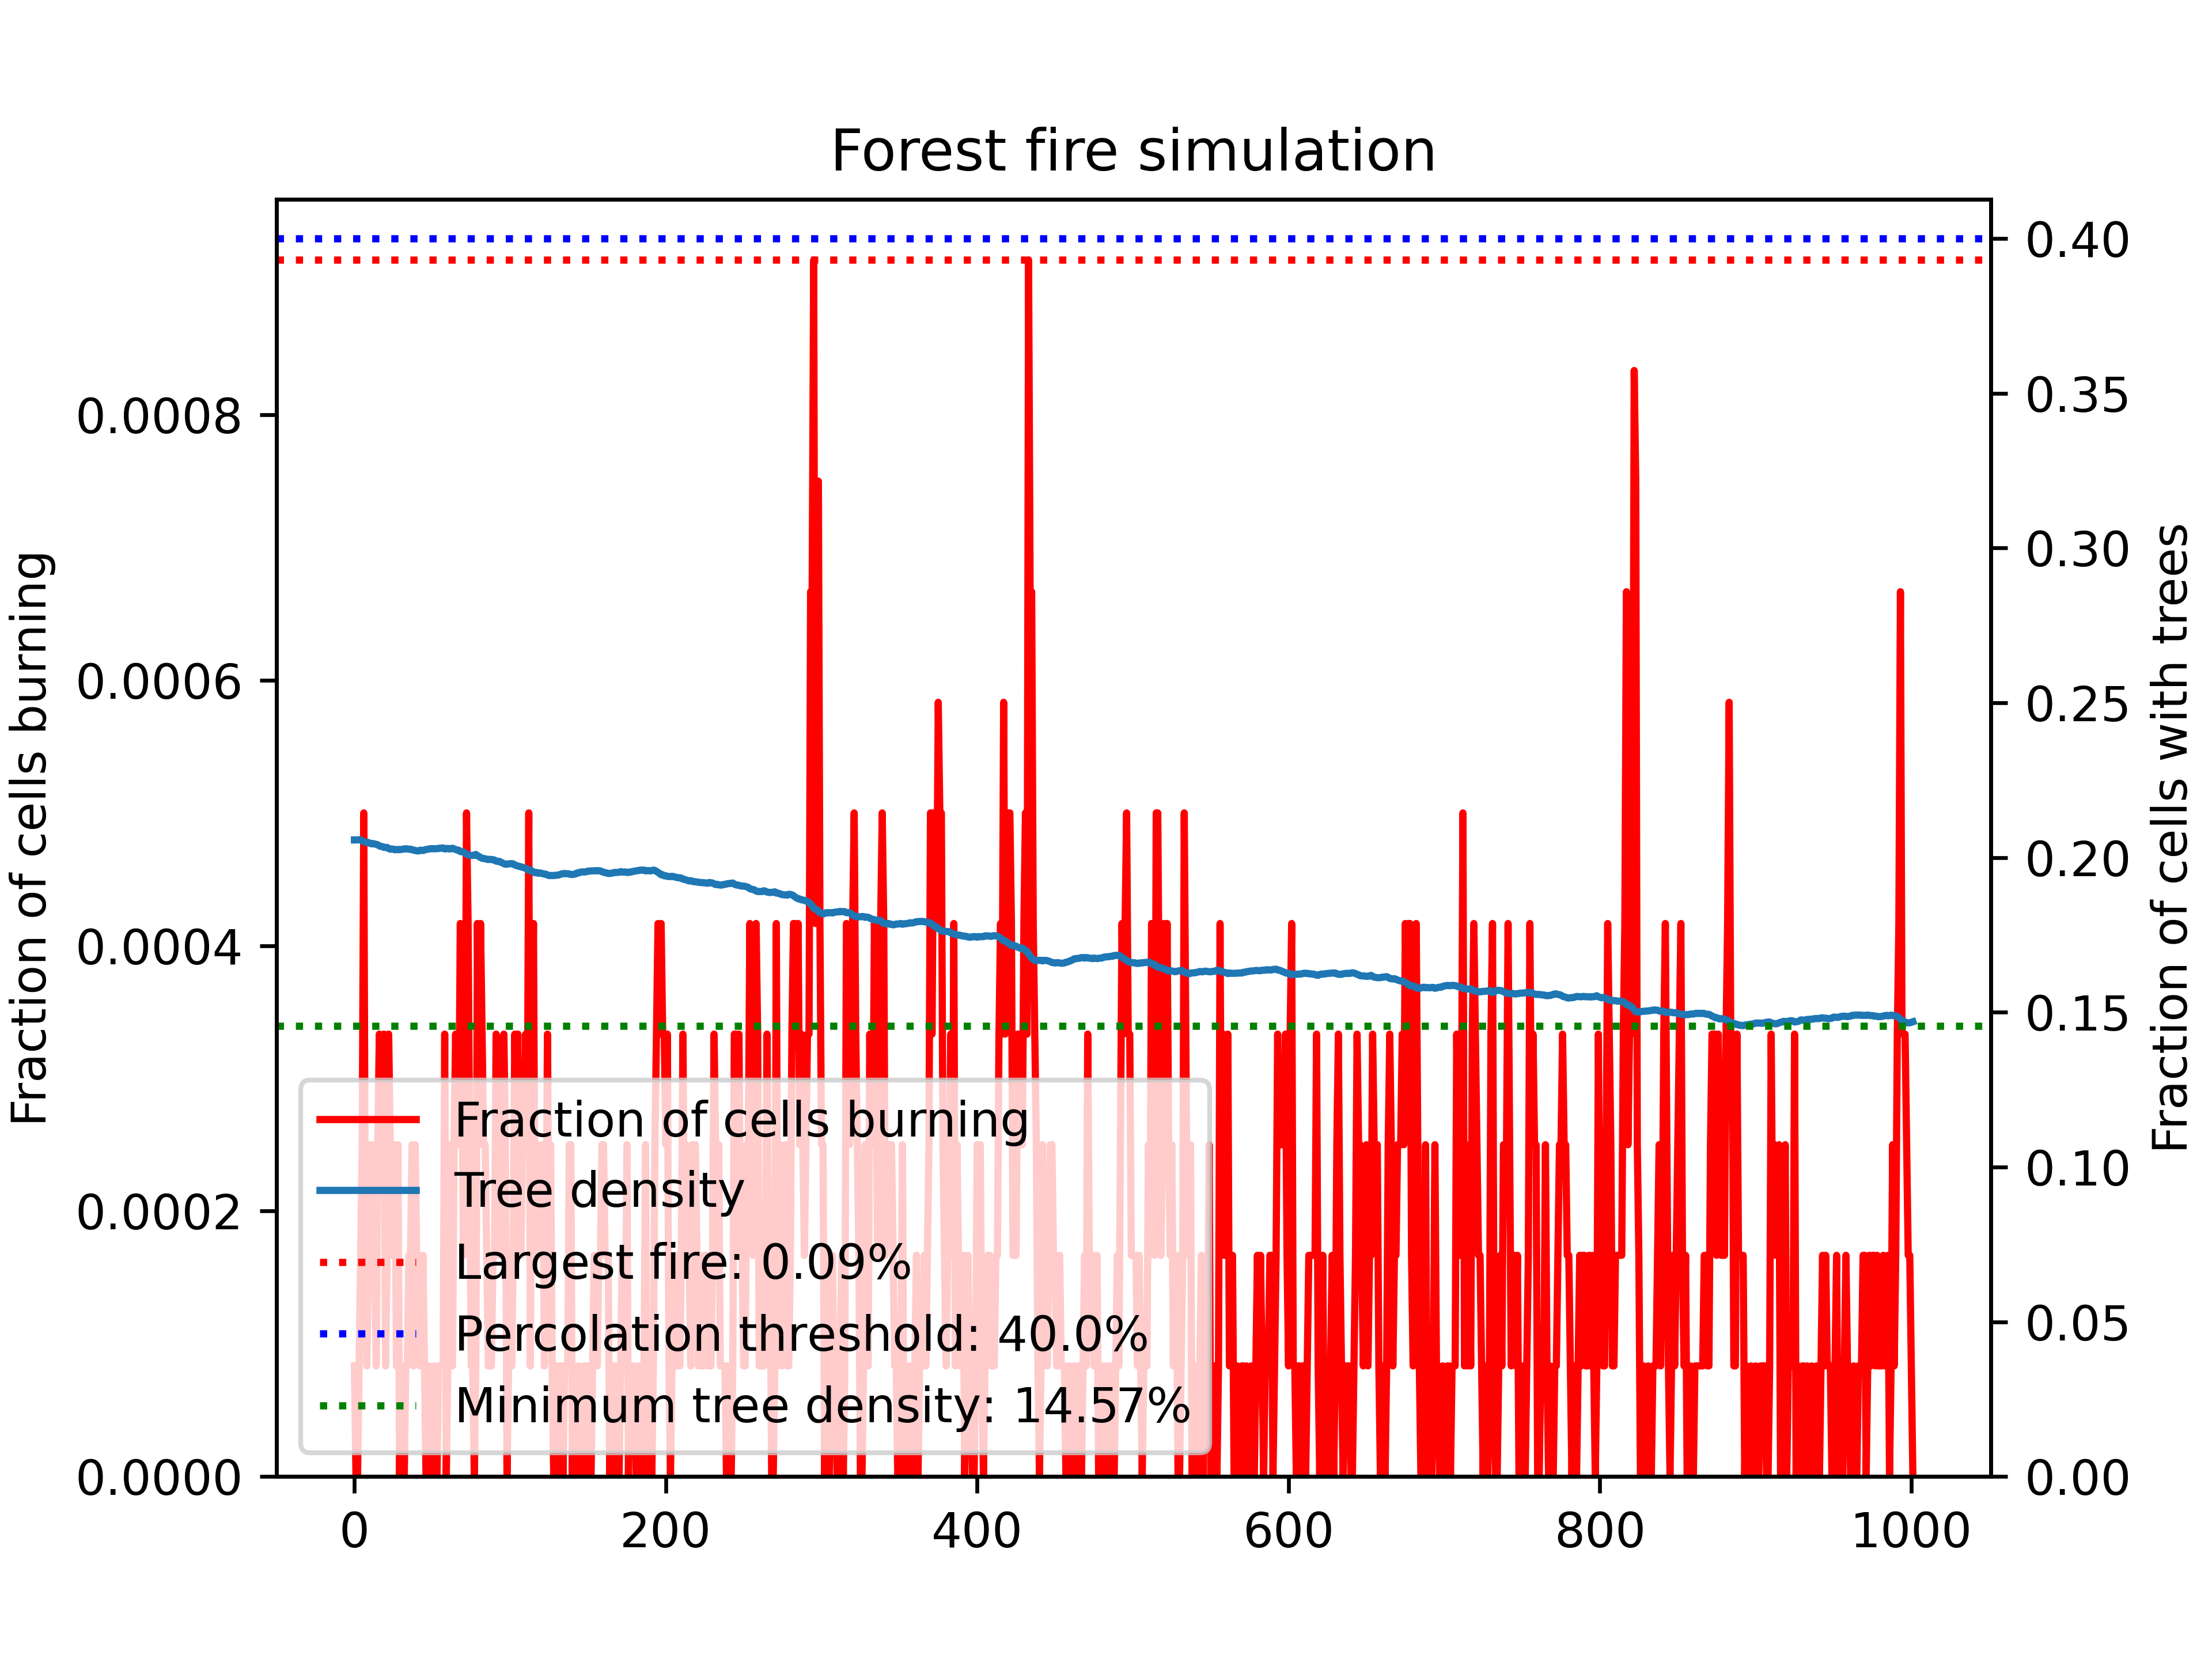 Forest fire simulation
Fraction of cells burning
0.0008
0.0006
0.0004
0.0002
0.0000
0.40
0.35
0.30
0.25
0.20
0.15
0.10
0.05
0.00
Fraction of cells with trees
Fraction of cells burning
Tree density
Largest fire: 0.09%
Percolation threshold: 40.0%
Minimum tree density: 14.57%
0 200 400 600 800 1000